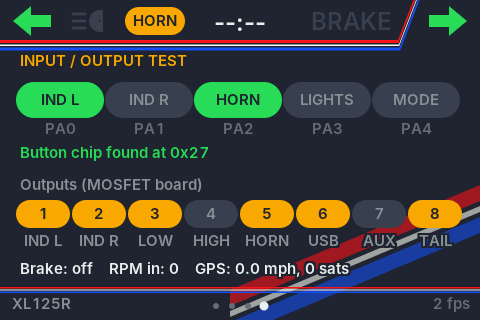 HORN --:-- BRAKE
INPUT / OUTPUT TEST
IND L IND R HORN LIGHTS MODE
PA0 PA1 PA2 PA3 PA4
Button chip found at 0x27
Outputs (MOSFET board)
1 2 3 4 5 6 7 8
IND L IND R LOW HIGH HORN USB AUX TAIL
Brake: off RPM in: 0 GPS: 0.0 mph, 0 sats
XL125R 2 fps